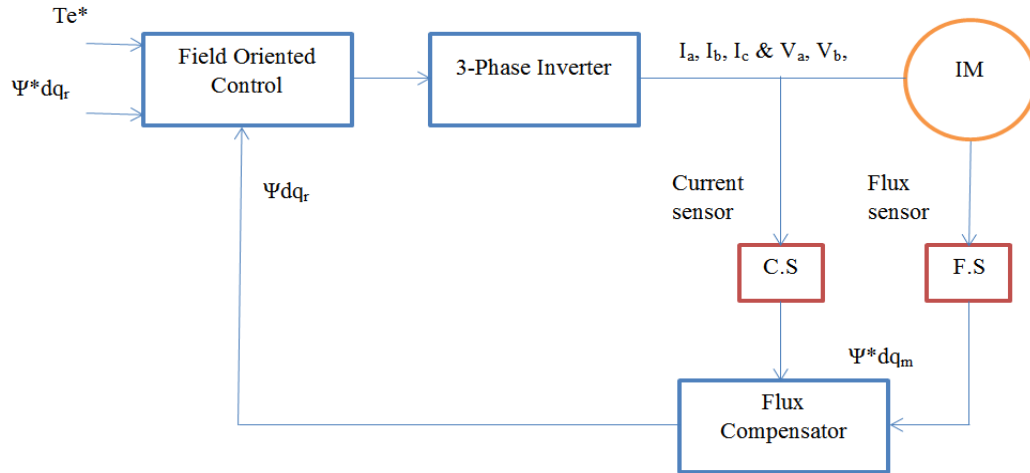 Te*
Ψ*dqr
Field Oriented
Control
3-Phase Inverter
Ia, Ib, Ic & Va, Vb,
IM
Ψdqr
Current
sensor
Flux
sensor
C.S
F.S
Ψ*dqm
Flux
Compensator